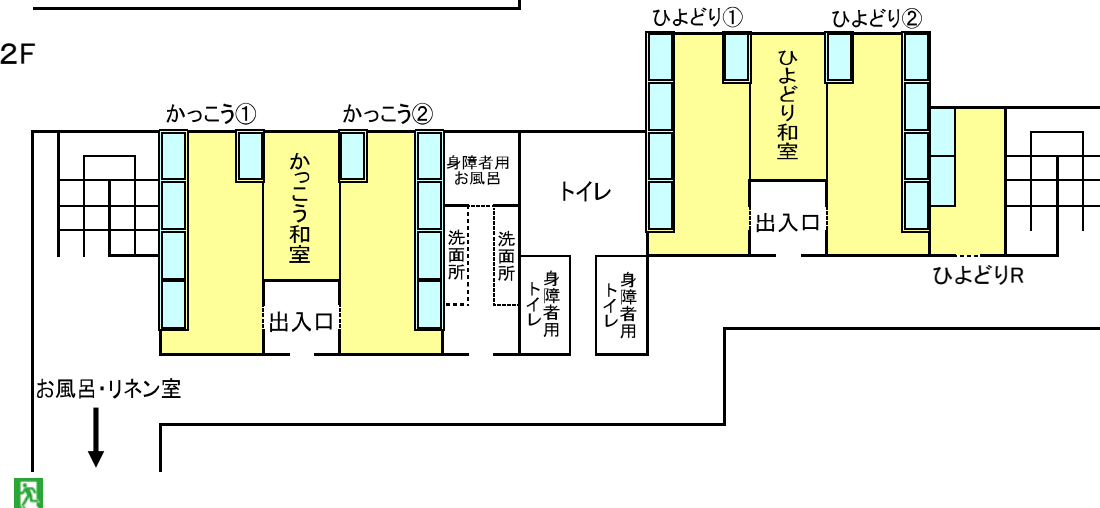 ひよどり①
ひよどり②
2F
かっこう①
かっこう②
ひよどり和室
かっこう和室
身障者用
お風呂
トイレ
出入口
洗面所
洗面所
ひよどりR
身障者用
トイレ
身障者用
トイレ
出入口
お風呂・リネン室